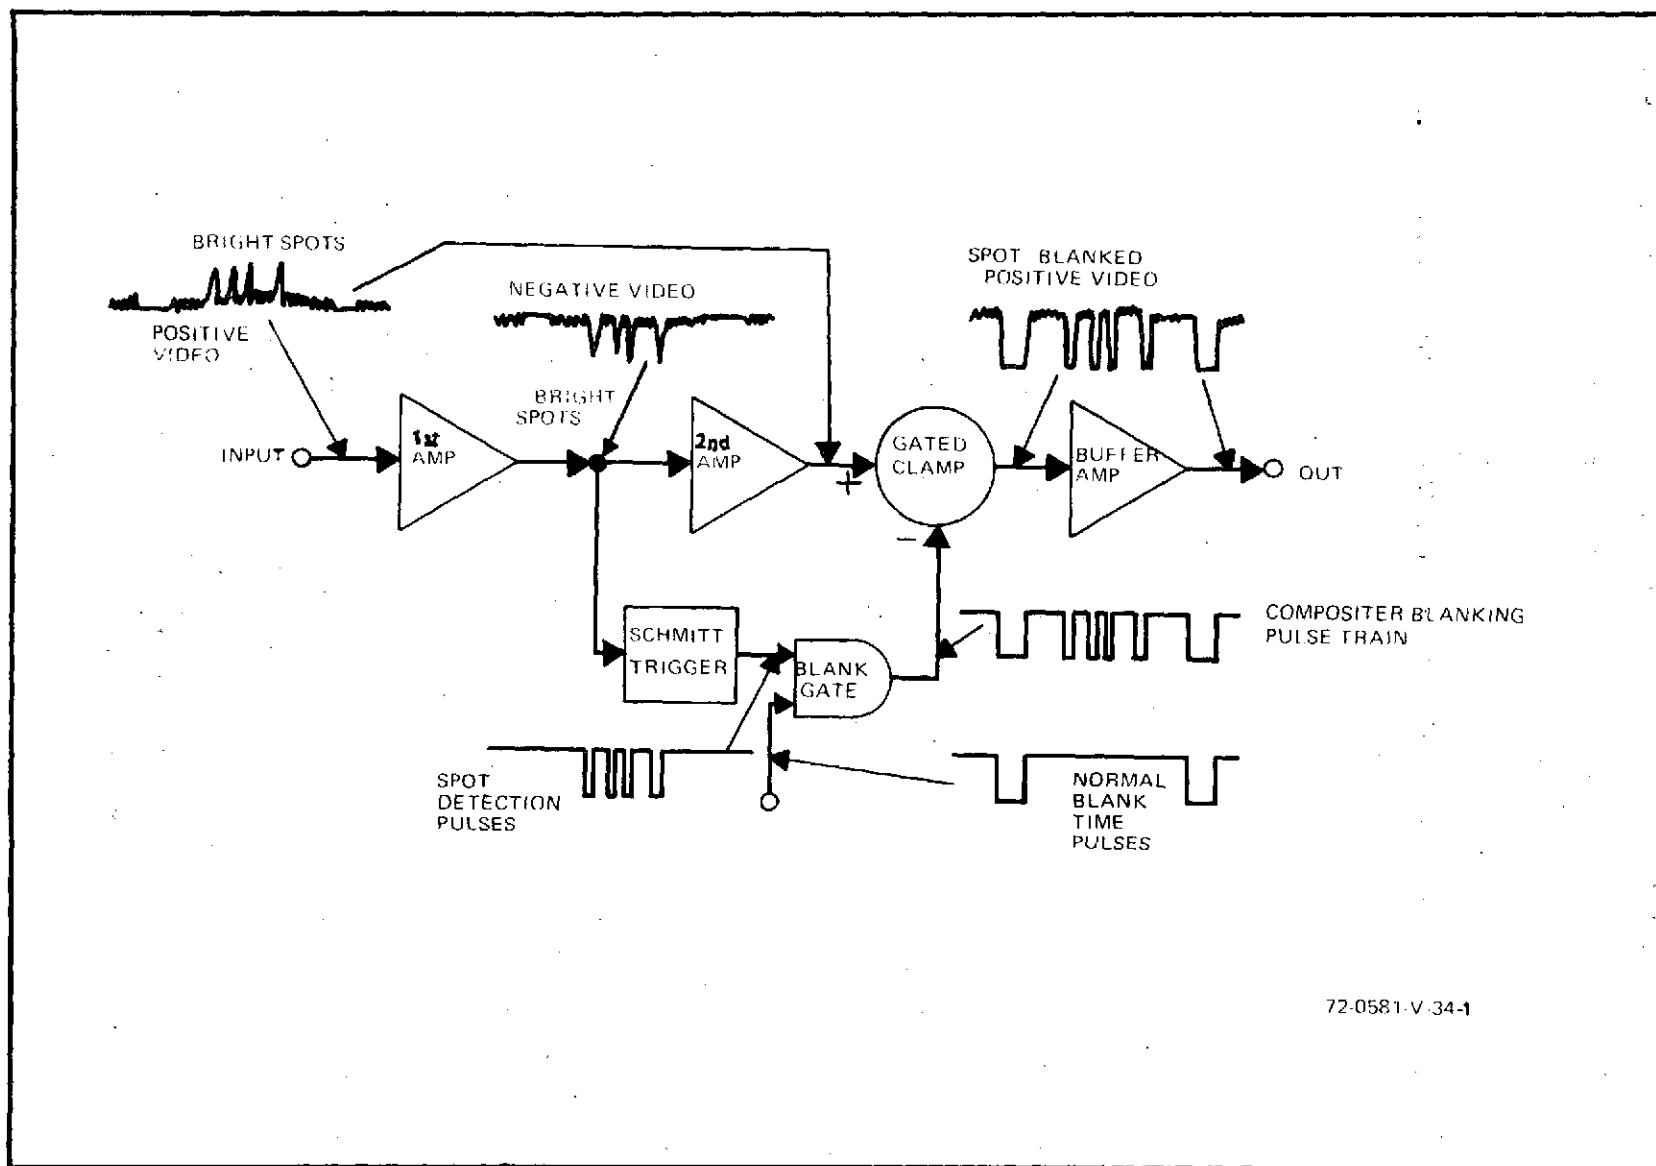 BRIGHT SPOTS
POSITIVE
VIDEO
NEGATIVE VIDEO
BRIGHT
SPOTS
SPOT BLANKED
POSITIVE VIDEO
INPUT
1st
AMP
2nd
AMP
+
GATED
CLAMP
−
BUFFER
AMP
OUT
SCHMITT
TRIGGER
BLANK
GATE
COMPOSITER BLANKING
PULSE TRAIN
SPOT
DETECTION
PULSES
NORMAL
BLANK
TIME
PULSES
72-0581-V-34-1